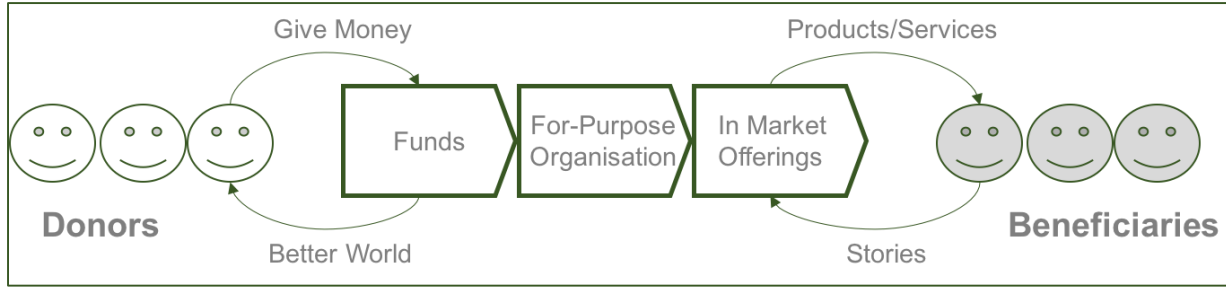 Give Money
Products/Services
Funds
For-Purpose
Organisation
In Market
Offerings
Donors
Beneficiaries
Better World
Stories